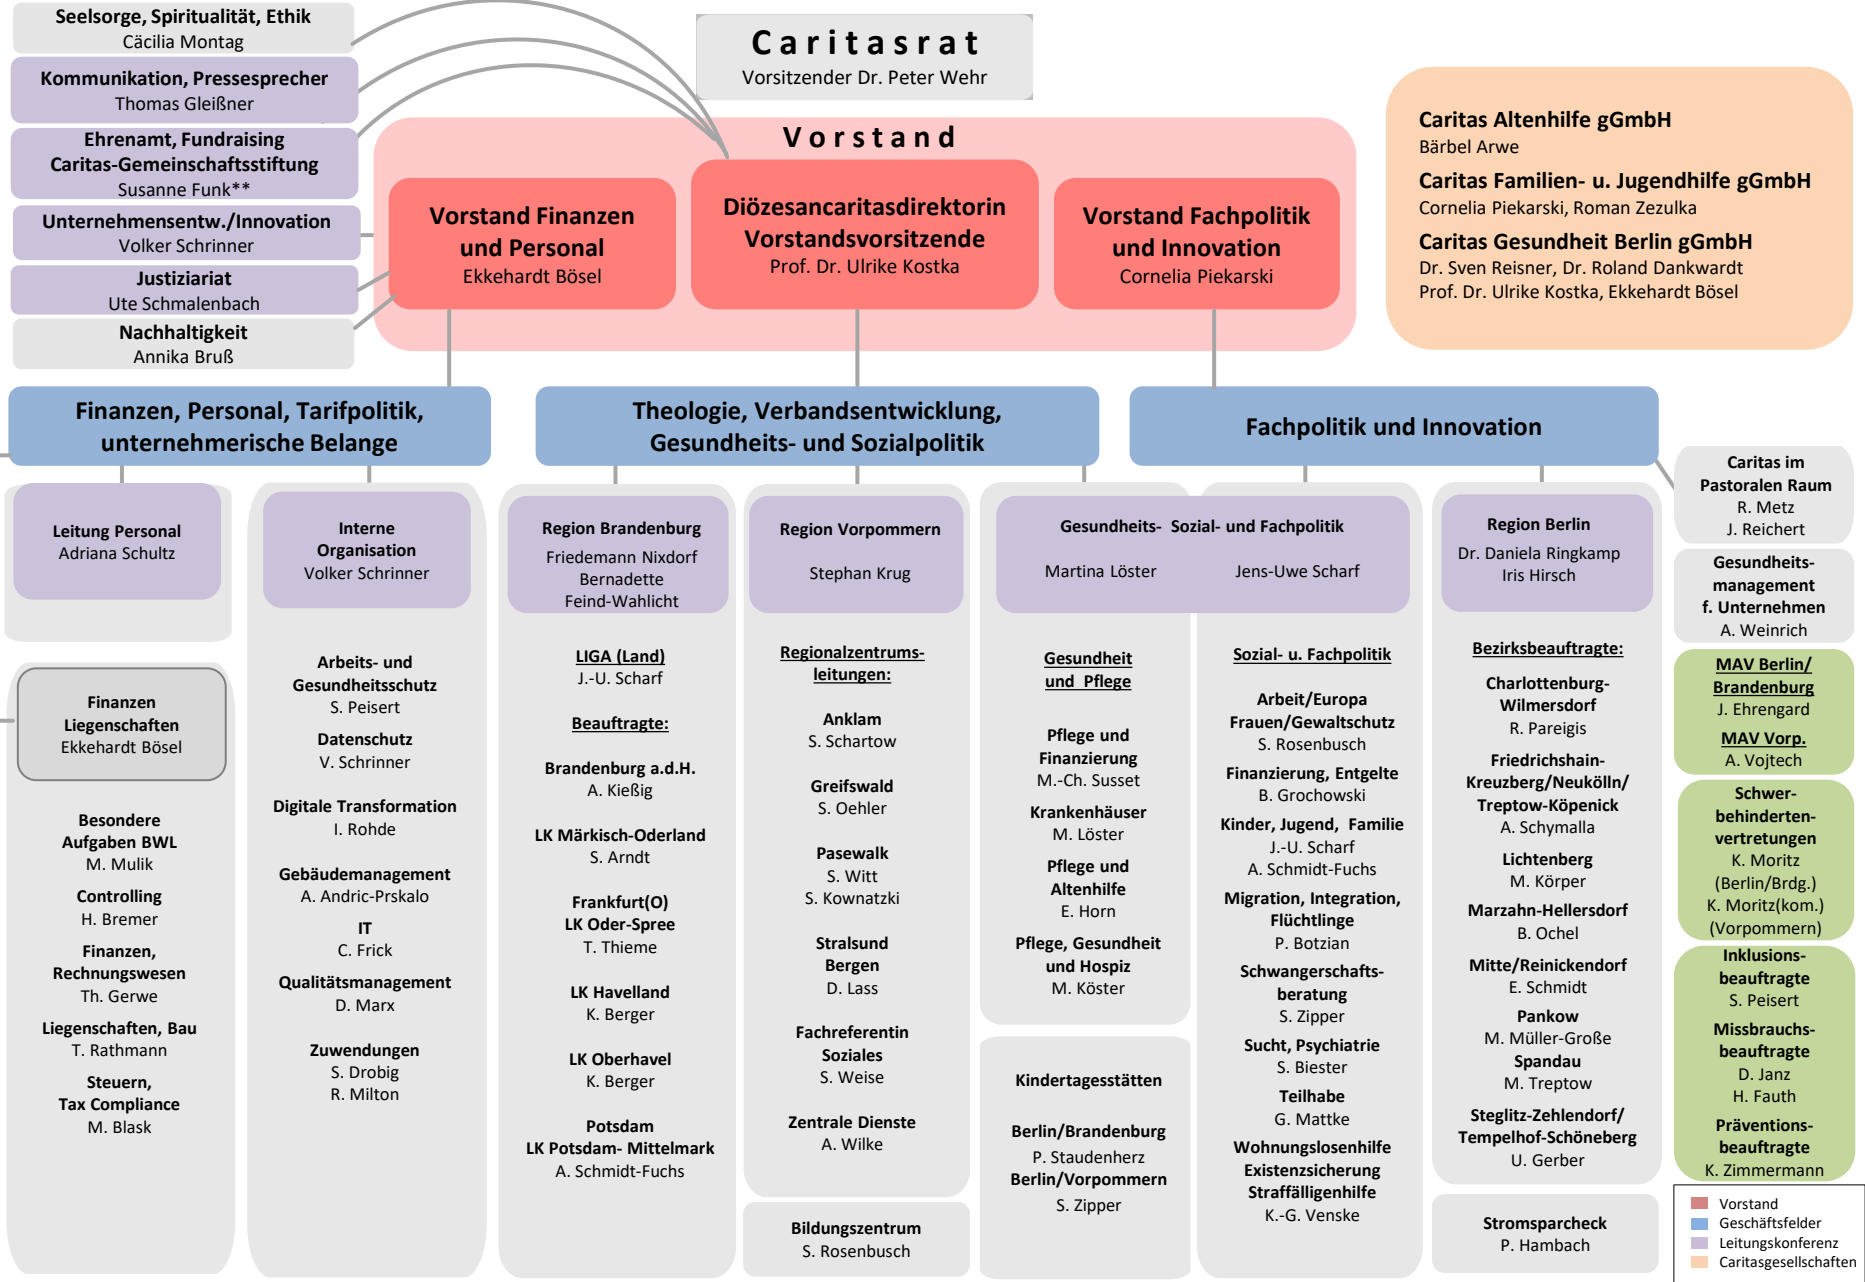 Seelsorge, Spiritualität, Ethik
Cäcilia Montag
Kommunikation, Pressesprecher
Thomas Gleißner
Ehrenamt, Fundraising
Caritas-Gemeinschaftsstiftung
Susanne Funk**
Unternehmensentw./Innovation
Volker Schrinner
Justiziariat
Ute Schmalenbach
Nachhaltigkeit
Annika Bruß
Caritasrat
Vorsitzender Dr. Peter Wehr
Vorstand
Vorstand Finanzen
und Personal
Ekkehardt Bösel
Diözesancaritasdirektorin
Vorstandsvorsitzende
Prof. Dr. Ulrike Kostka
Vorstand Fachpolitik
und Innovation
Cornelia Piekarski
Caritas Altenhilfe gGmbH
Bärbel Arwe
Caritas Familien- u. Jugendhilfe gGmbH
Cornelia Piekarski, Roman Zezulka
Caritas Gesundheit Berlin gGmbH
Dr. Sven Reisner, Dr. Roland Dankwardt
Prof. Dr. Ulrike Kostka, Ekkehardt Bösel
Finanzen, Personal, Tarifpolitik,
unternehmerische Belange
Theologie, Verbandsentwicklung,
Gesundheits- und Sozialpolitik
Fachpolitik und Innovation
Leitung Personal
Adriana Schultz
Finanzen
Liegenschaften
Ekkehardt Bösel
Besondere
Aufgaben BWL
M. Mulik
Controlling
H. Bremer
Finanzen,
Rechnungswesen
Th. Gerwe
Liegenschaften, Bau
T. Rathmann
Steuern,
Tax Compliance
M. Blask
Interne
Organisation
Volker Schrinner
Arbeits- und
Gesundheitsschutz
S. Peisert
Datenschutz
V. Schrinner
Digitale Transformation
I. Rohde
Gebäudemanagement
A. Andric-Prskalo
IT
C. Frick
Qualitätsmanagement
D. Marx
Zuwendungen
S. Drobig
R. Milton
Region Brandenburg
Friedemann Nixdorf
Bernadette
Feind-Wahlicht
LIGA (Land)
J.-U. Scharf
Beauftragte:
Brandenburg a.d.H.
A. Kießig
LK Märkisch-Oderland
S. Arndt
Frankfurt(O)
LK Oder-Spree
T. Thieme
LK Havelland
K. Berger
LK Oberhavel
K. Berger
Potsdam
LK Potsdam- Mittelmark
A. Schmidt-Fuchs
Region Vorpommern
Stephan Krug
Regionalzentrums-
leitungen:
Anklam
S. Schartow
Greifswald
S. Oehler
Pasewalk
S. Witt
S. Kownatzki
Stralsund
Bergen
D. Lass
Fachreferentin
Soziales
S. Weise
Zentrale Dienste
A. Wilke
Bildungszentrum
S. Rosenbusch
Gesundheits- Sozial- und Fachpolitik
Martina Löster
Jens-Uwe Scharf
Gesundheit
und Pflege
Pflege und
Finanzierung
M.-Ch. Susset
Krankenhäuser
M. Löster
Pflege und
Altenhilfe
E. Horn
Pflege, Gesundheit
und Hospiz
M. Köster
Kindertagesstätten
Berlin/Brandenburg
P. Staudenherz
Berlin/Vorpommern
S. Zipper
Sozial- u. Fachpolitik
Arbeit/Europa
Frauen/Gewaltschutz
S. Rosenbusch
Finanzierung, Entgelte
B. Grochowski
Kinder, Jugend, Familie
J.-U. Scharf
A. Schmidt-Fuchs
Migration, Integration,
Flüchtlinge
P. Botzian
Schwangerschafts-
beratung
S. Zipper
Sucht, Psychiatrie
S. Biester
Teilhabe
G. Mattke
Wohnungslosenhilfe
Existenzsicherung
Straffälligenhilfe
K.-G. Venske
Region Berlin
Dr. Daniela Ringkamp
Iris Hirsch
Bezirksbeauftragte:
Charlottenburg-
Wilmersdorf
R. Pareigis
Friedrichshain-
Kreuzberg/Neukölln/
Treptow-Köpenick
A. Schymalla
Lichtenberg
M. Körper
Marzahn-Hellersdorf
B. Ochel
Mitte/Reinickendorf
E. Schmidt
Pankow
M. Müller-Große
Spandau
M. Treptow
Steglitz-Zehlendorf/
Tempelhof-Schöneberg
U. Gerber
Stromsparcheck
P. Hambach
Caritas im
Pastoralen Raum
R. Metz
J. Reichert
Gesundheits-
management
f. Unternehmen
A. Weinrich
MAV Berlin/
Brandenburg
J. Ehrengard
MAV Vorp.
A. Vojtech
Schwer-
behinderten-
vertretungen
K. Moritz
(Berlin/Brdg.)
K. Moritz(kom.)
(Vorpommern)
Inklusions-
beauftragte
S. Peisert
Missbrauchs-
beauftragte
D. Janz
H. Fauth
Präventions-
beauftragte
K. Zimmermann
Vorstand
Geschäftsfelder
Leitungskonferenz
Caritasgesellschaften